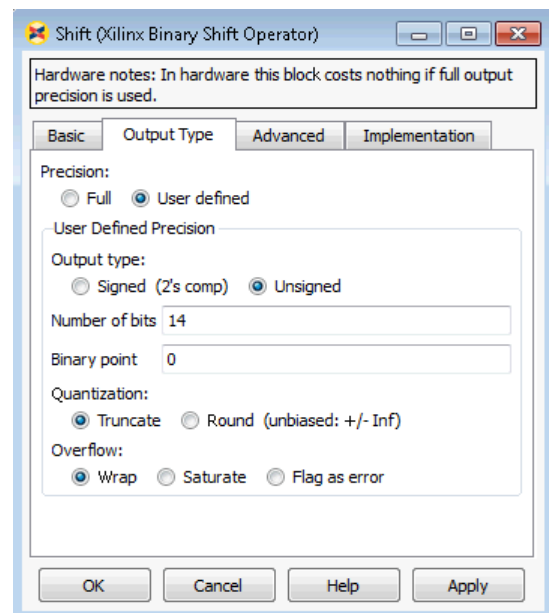 Shift (Xilinx Binary Shift Operator)
Hardware notes: In hardware this block costs nothing if full output
precision is used.
Basic Output Type Advanced Implementation
Precision:
Full User defined
User Defined Precision
Output type:
Signed (2's comp) Unsigned
Number of bits 14
Binary point 0
Quantization:
Truncate Round (unbiased: +/- Inf)
Overflow:
Wrap Saturate Flag as error
OK Cancel Help Apply